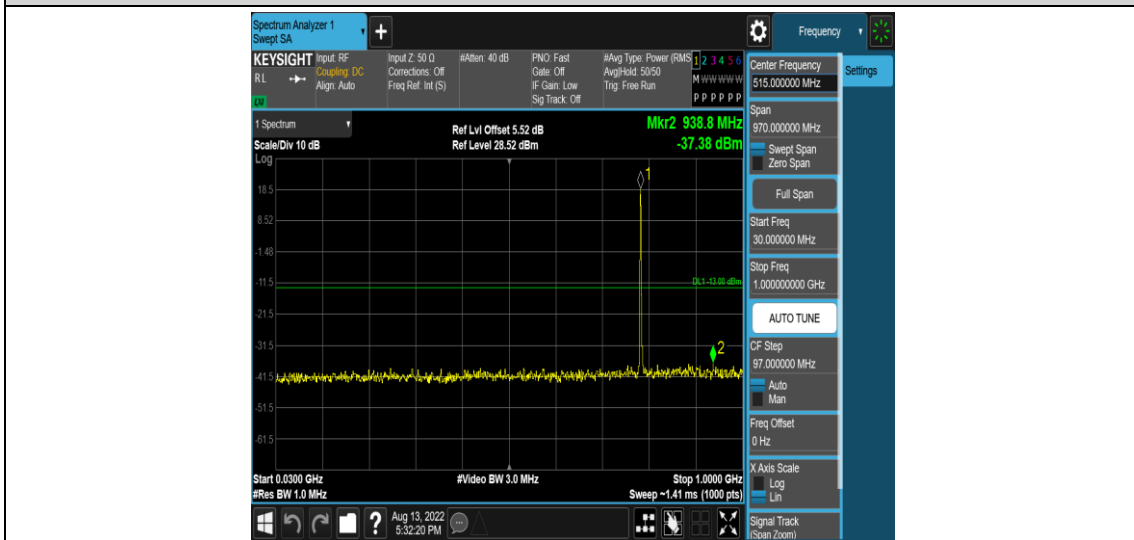 Spectrum Analyzer 1
Swept SA
+
Frequency
KEYSIGHT
RL
LXI
Input: RF
Coupling: DC
Align: Auto
Input Z: 50 Ω
Corrections: Off
Freq Ref: Int (S)
#Atten: 40 dB
PNO: Fast
Gate: Off
IF Gain: Low
Sig Track: Off
#Avg Type: Power (RMS
Avg|Hold: 50/50
Trig: Free Run
1 2 3 4 5 6
M W W W W W
P P P P P P
1 Spectrum
Scale/Div 10 dB
Ref Lvl Offset 5.52 dB
Ref Level 28.52 dBm
Mkr2 938.8 MHz
-37.38 dBm
Log
1
18.5
8.52
-1.48
-11.5
DL1 -13.00 dBm
-21.5
-31.5
2
-41.5
-51.5
-61.5
Start 0.0300 GHz
#Video BW 3.0 MHz
Stop 1.0000 GHz
#Res BW 1.0 MHz
Sweep ~1.41 ms (1000 pts)
?
Aug 13, 2022
5:32:20 PM
Center Frequency
515.000000 MHz
Settings
Span
970.000000 MHz
Swept Span
Zero Span
Full Span
Start Freq
30.000000 MHz
Stop Freq
1.000000000 GHz
AUTO TUNE
CF Step
97.000000 MHz
Auto
Man
Freq Offset
0 Hz
X Axis Scale
Log
Lin
Signal Track
(Span Zoom)